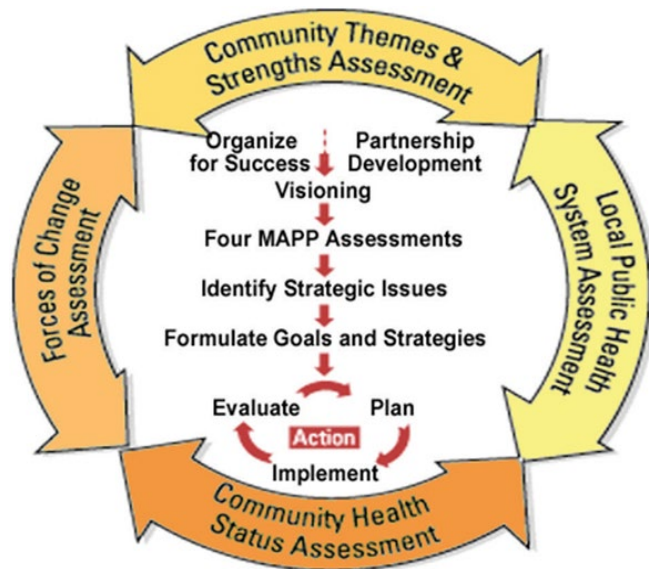 Community Themes &
Strengths Assessment
Organize
for Success
Partnership
Development
Visioning
Four MAPP Assessments
Identify Strategic Issues
Formulate Goals and Strategies
Evaluate
Plan
Action
Implement
Forces of Change
Assessment
Local Public Health
System Assessment
Community Health
Status Assessment